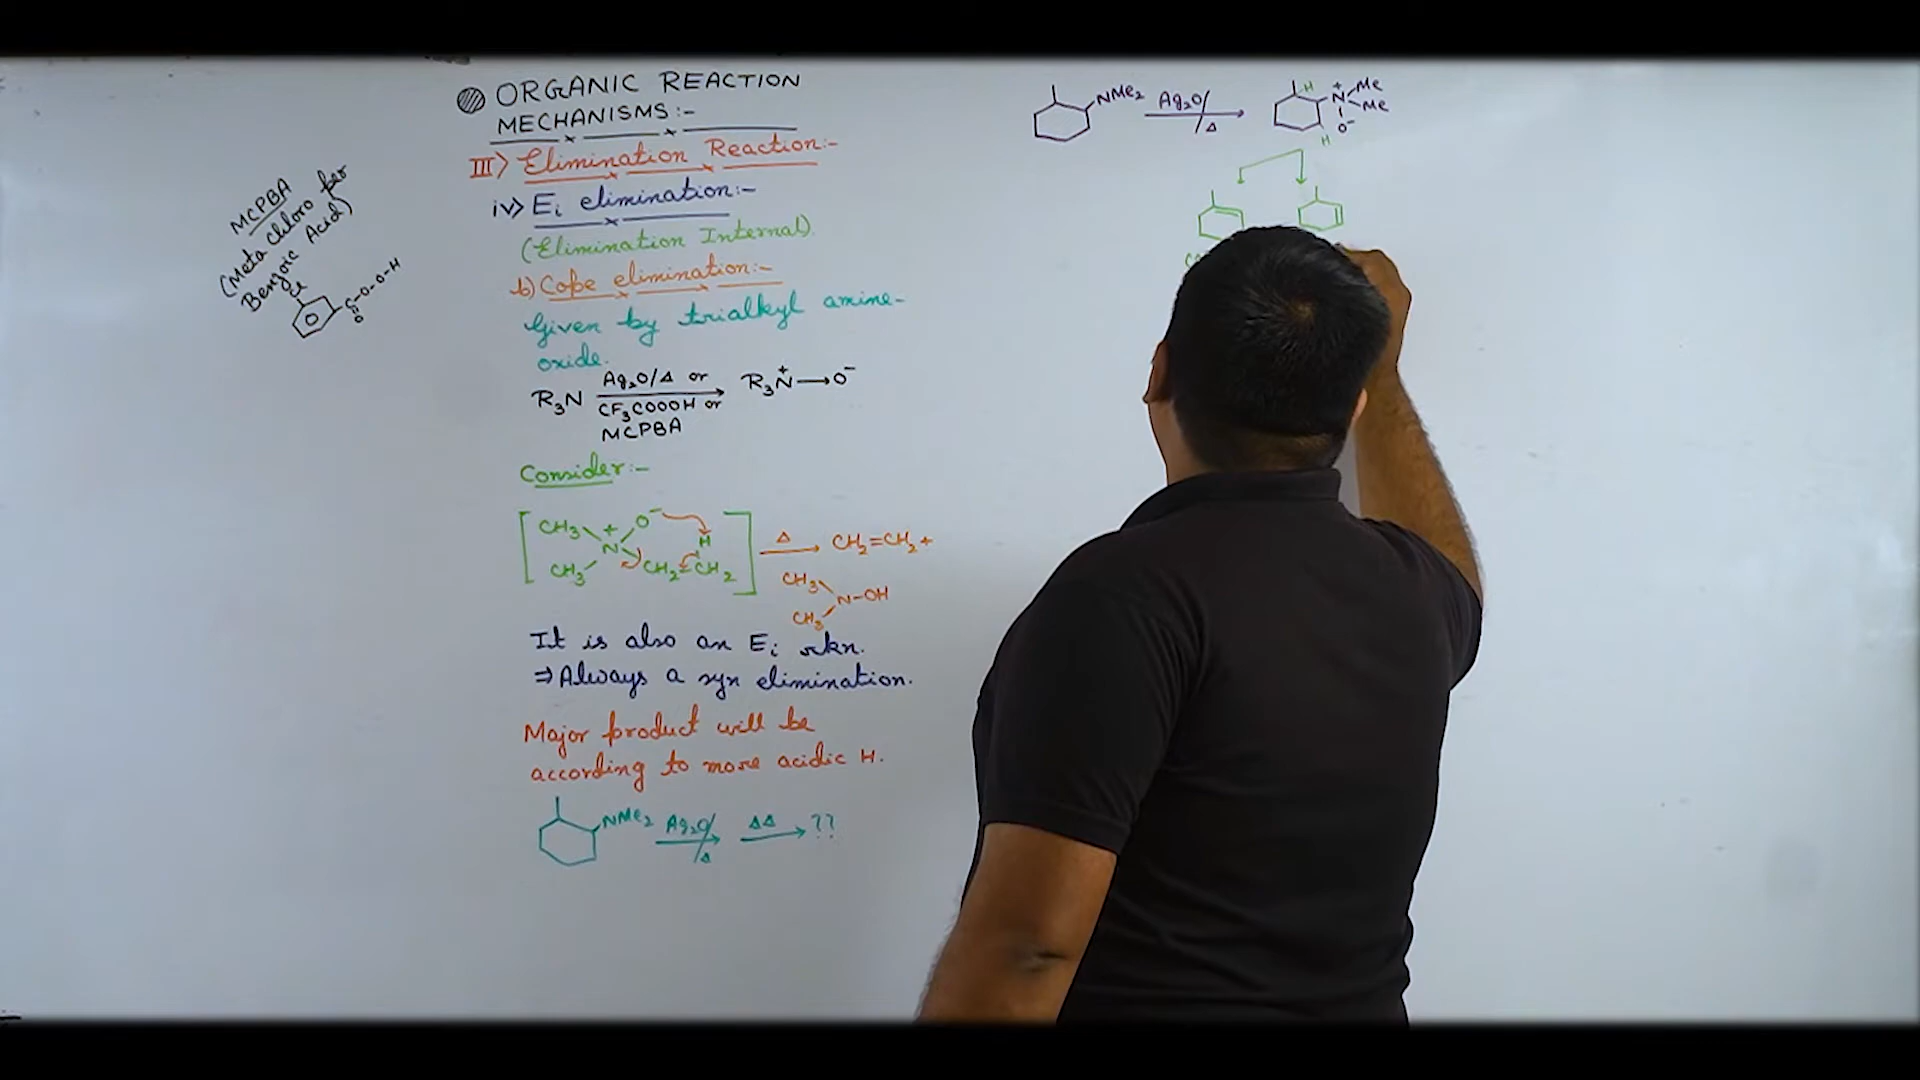 MCPBA
(Meta chloro per
Benzoic Acid)
Cl
C-O-O-H
O
ORGANIC REACTION
MECHANISMS:-
III> Elimination Reaction:-
iv> Ei elimination:-
(Elimination Internal).
b) Cope elimination:-
Given by trialkyl amine-
oxide.
R3N Ag2O/Δ or R3N+→O-
CF3COOOH or
MCPBA
Consider:-
CH3 + O- H
N
CH3 CH2-CH2 Δ CH2=CH2 +
CH3
N-OH
CH3
It is also an Ei rkn.
⇒ Always a syn elimination.
Major product will be
according to more acidic H.
NMe2 Ag2O/Δ ΔΔ ??
NMe2 Ag2O/Δ H N+ Me
Me
O-
H